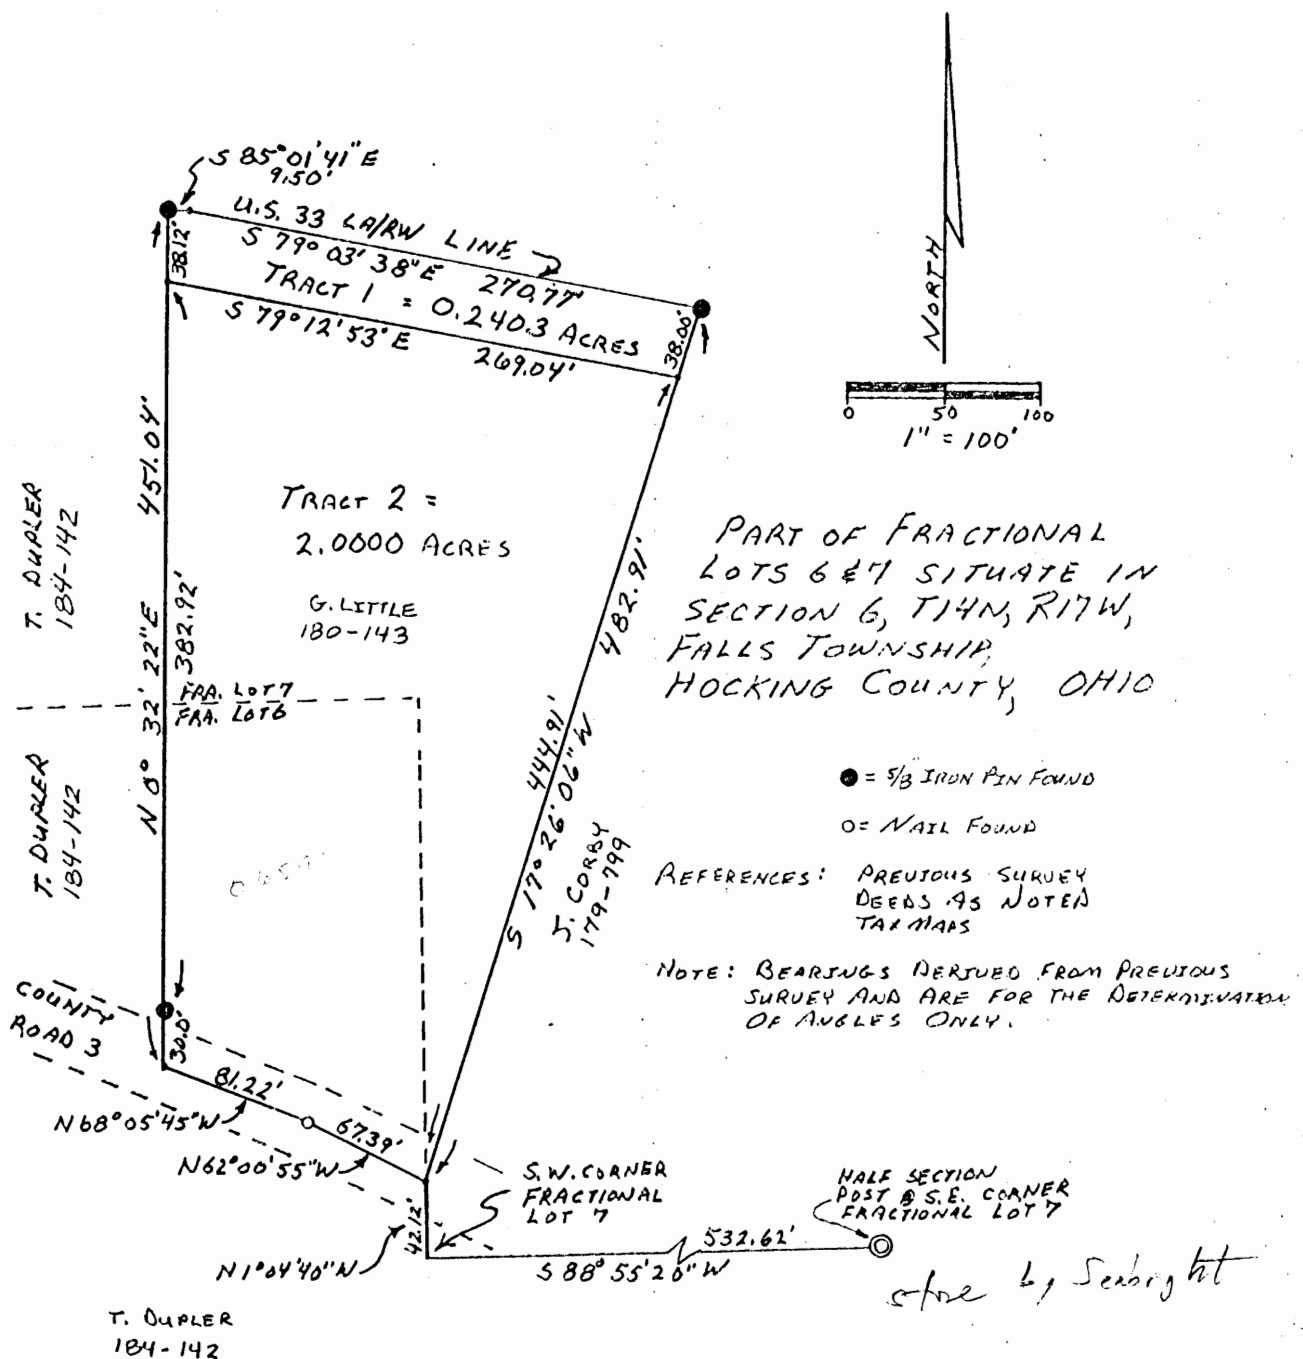 S 85°01'41"E
9.50'
U.S. 33 LA/RW LINE
S 79° 03' 38"E 270.77'
TRACT 1 = 0.2403 ACRES
S 79°12'53"E 269.04'
38.12'
38.00'
NORTH
0 50 100
1" = 100'
451.04'
T. DUPLER
184-142
TRACT 2 =
2.0000 ACRES
G. LITTLE
180-143
382.92'
N 0° 32' 22"E
482.91'
444.91'
S 17° 26' 06" W
S. CORBY
179-799
PART OF FRACTIONAL
LOTS 6 & 7 SITUATE IN
SECTION 6, T14N, R17W,
FALLS TOWNSHIP,
HOCKING COUNTY, OHIO
FRA. LOT 7
FRA. LOT 6
T. DUPLER
184-142
= 5/8 IRON PIN FOUND
= NAIL FOUND
REFERENCES: PREVIOUS SURVEY
DEEDS AS NOTED
TAX MAPS
NOTE: BEARINGS DERIVED FROM PREVIOUS
SURVEY AND ARE FOR THE DETERMINATION
OF ANGLES ONLY.
COUNTY
ROAD 3
30.0'
81.22'
N68°05'45"W
67.39'
N62°00'55"W
S.W. CORNER
FRACTIONAL
LOT 7
HALF SECTION
POST @ S.E. CORNER
FRACTIONAL LOT 7
42.12'
532.62'
N1°04'40"W
S 88° 55' 20" W
by Seabright
T. DUPLER
184-142